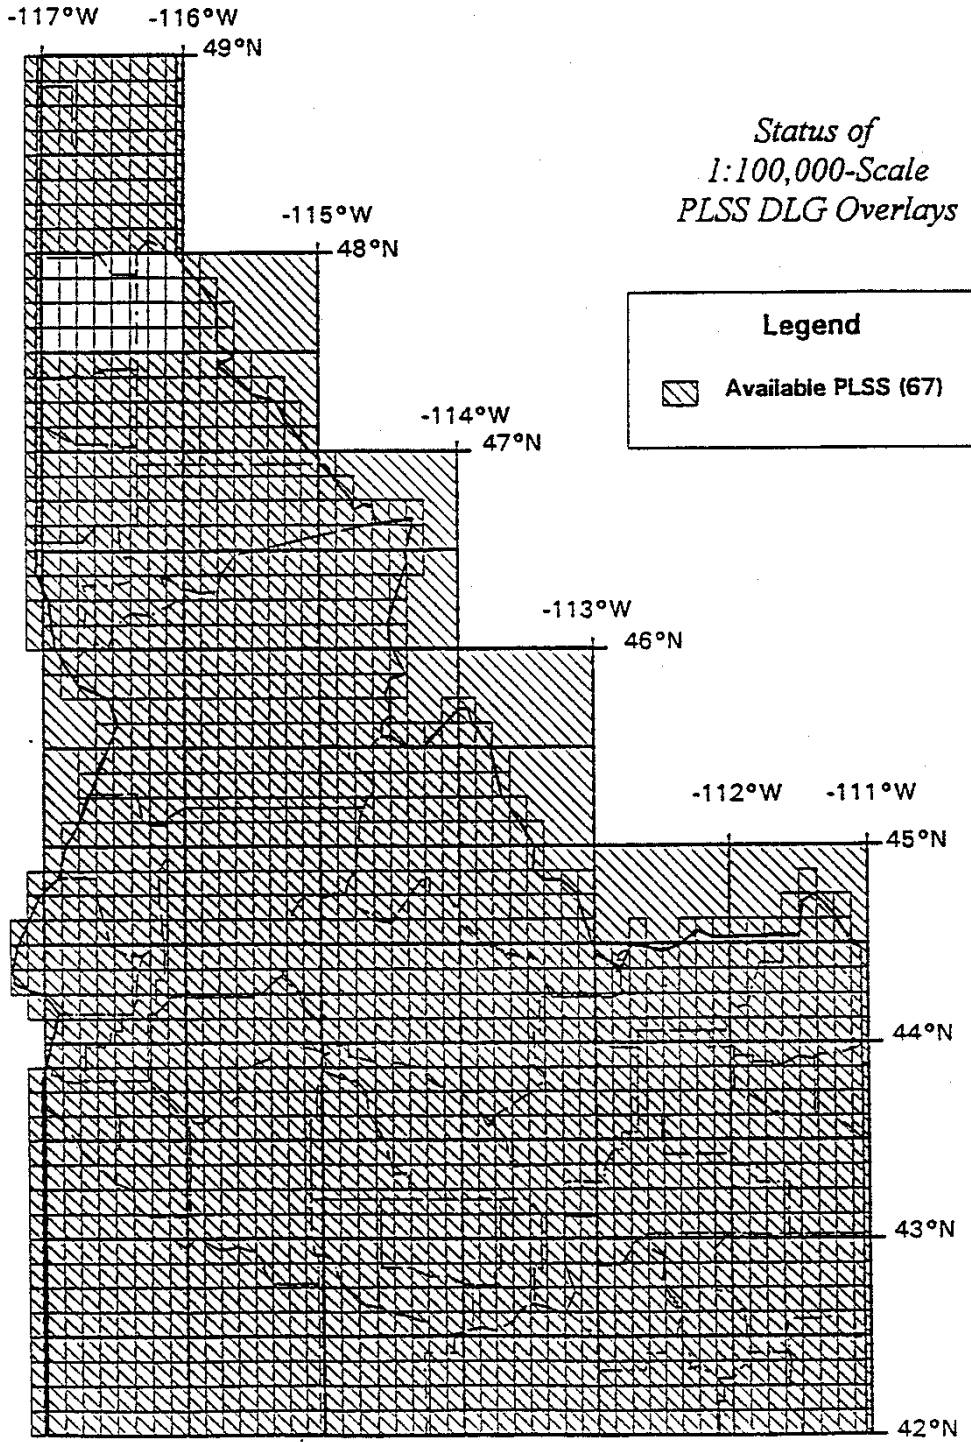 -117°W -116°W
49°N
Status of
1:100,000-Scale
PLSS DLG Overlays
-115°W
48°N
Legend
Available PLSS (67)
-114°W
47°N
-113°W
46°N
-112°W -111°W
45°N
44°N
43°N
42°N